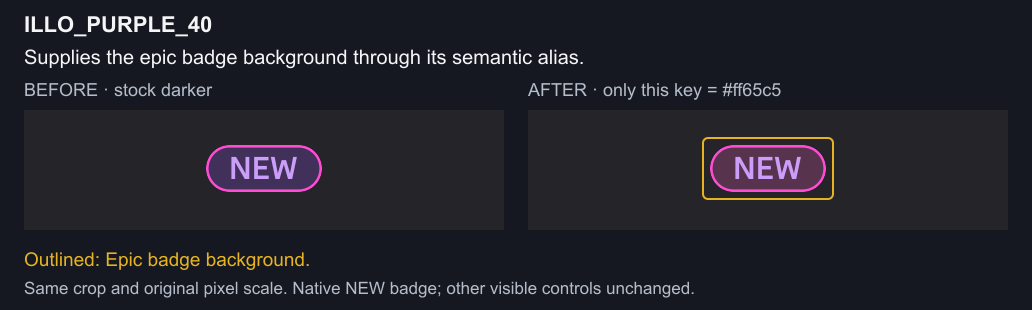 ILLO_PURPLE_40
Supplies the epic badge background through its semantic alias.
BEFORE · stock darker
AFTER · only this key = #ff65c5
NEW
NEW
Outlined: Epic badge background.
Same crop and original pixel scale. Native NEW badge; other visible controls unchanged.